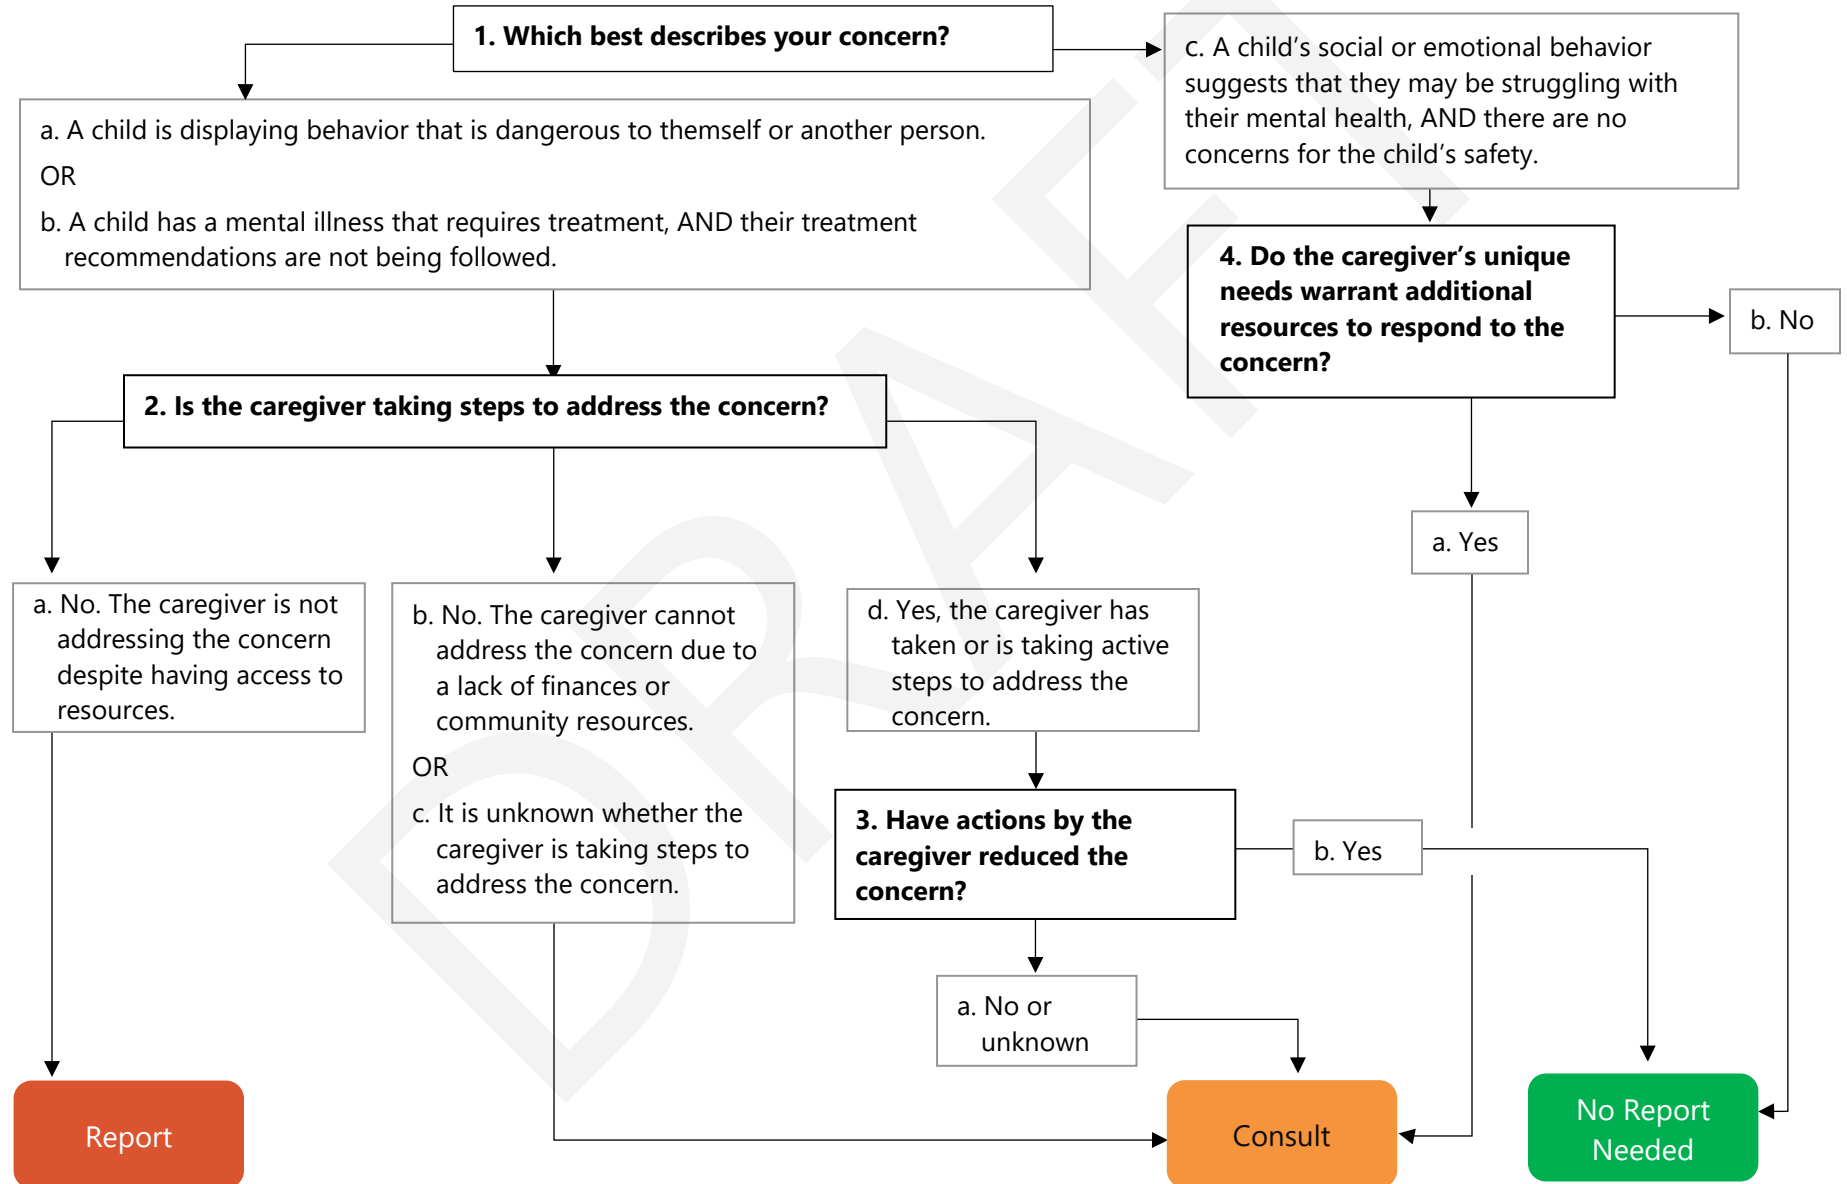 1. Which best describes your concern?
c. A child’s social or emotional behavior
suggests that they may be struggling with
their mental health, AND there are no
concerns for the child’s safety.
a. A child is displaying behavior that is dangerous to themself or another person.
OR
b. A child has a mental illness that requires treatment, AND their treatment
recommendations are not being followed.
4. Do the caregiver’s unique
needs warrant additional
resources to respond to the
concern?
b. No
2. Is the caregiver taking steps to address the concern?
a. Yes
a. No. The caregiver is not
addressing the concern
despite having access to
resources.
b. No. The caregiver cannot
address the concern due to
a lack of finances or
community resources.
OR
c. It is unknown whether the
caregiver is taking steps to
address the concern.
d. Yes, the caregiver has
taken or is taking active
steps to address the
concern.
3. Have actions by the
caregiver reduced the
concern?
b. Yes
a. No or
unknown
Report
Consult
No Report
Needed
DRAFT